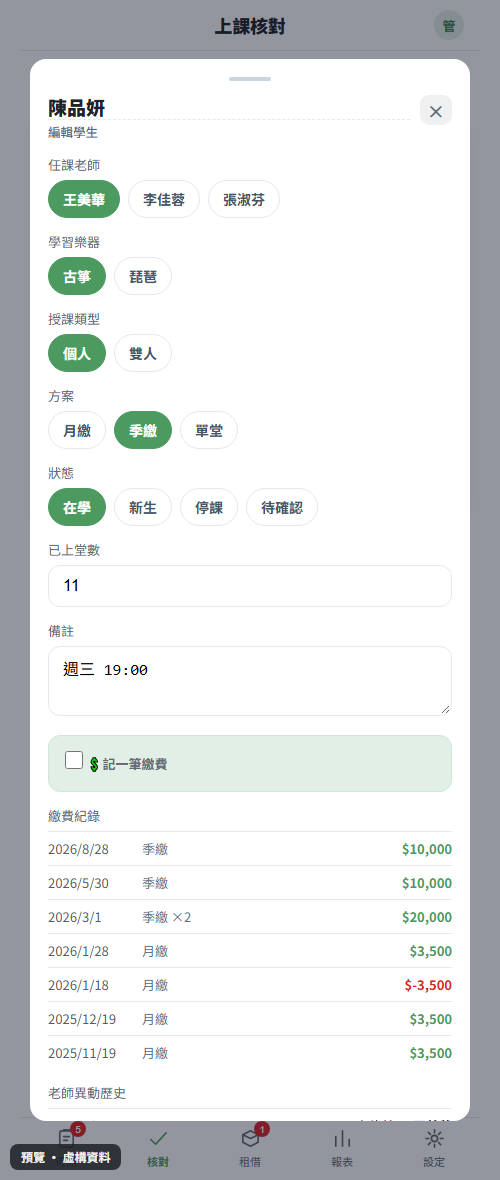 上課核對
管
陳品妍
編輯學生
任課老師
王美華 李佳蓉 張淑芬
學習樂器
古箏 琵琶
授課類型
個人 雙人
方案
月繳 季繳 單堂
狀態
在學 新生 停課 待確認
已上堂數
11
備註
週三 19:00
💲記一筆繳費
繳費紀錄
2026/8/28 季繳 $10,000
2026/5/30 季繳 $10,000
2026/3/1 季繳 ×2 $20,000
2026/1/28 月繳 $3,500
2026/1/18 月繳 $-3,500
2025/12/19 月繳 $3,500
2025/11/19 月繳 $3,500
老師異動歷史
5 1
核對 租借 報表 設定
預覽・虛構資料